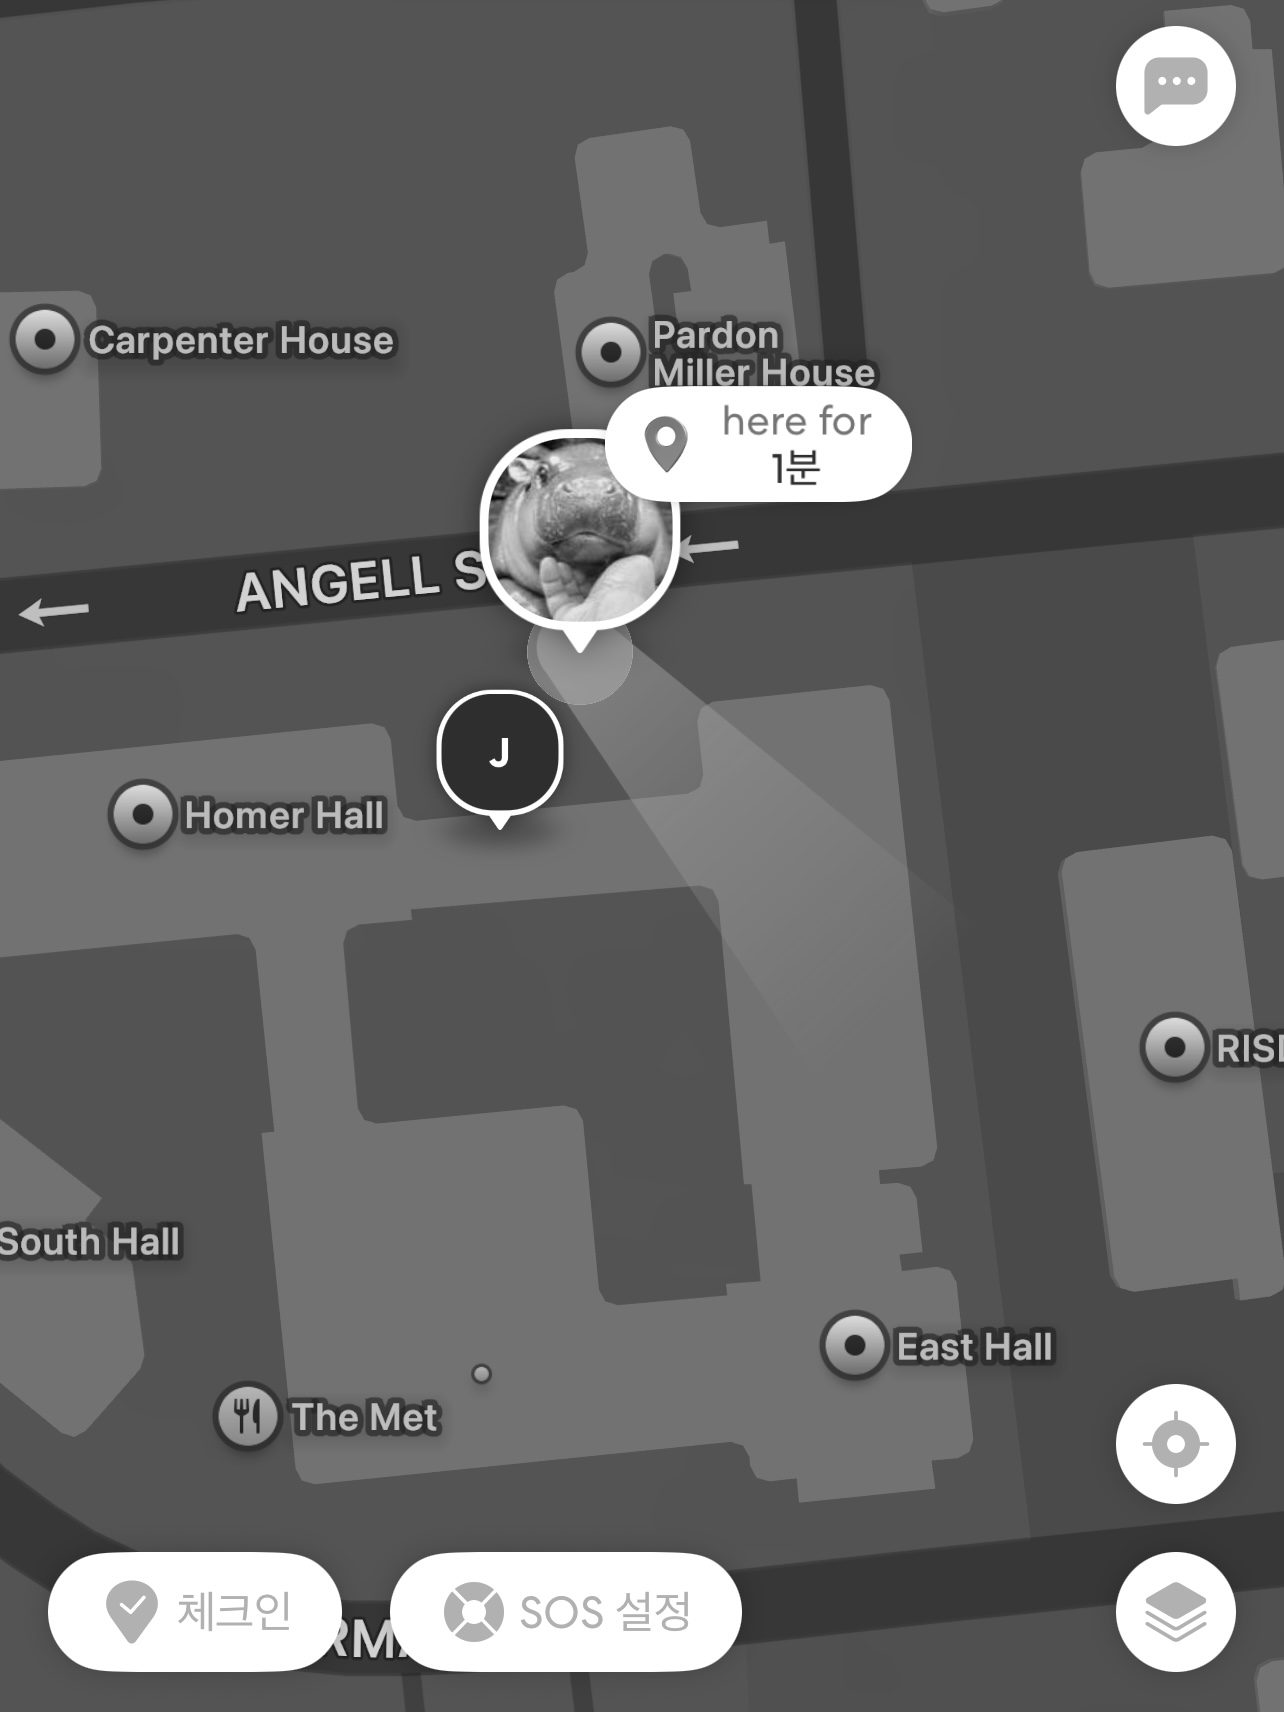 Carpenter House
Pardon
Miller House
here for
1분
ANGELL S
J
Homer Hall
South Hall
East Hall
The Met
체크인
SOS 설정